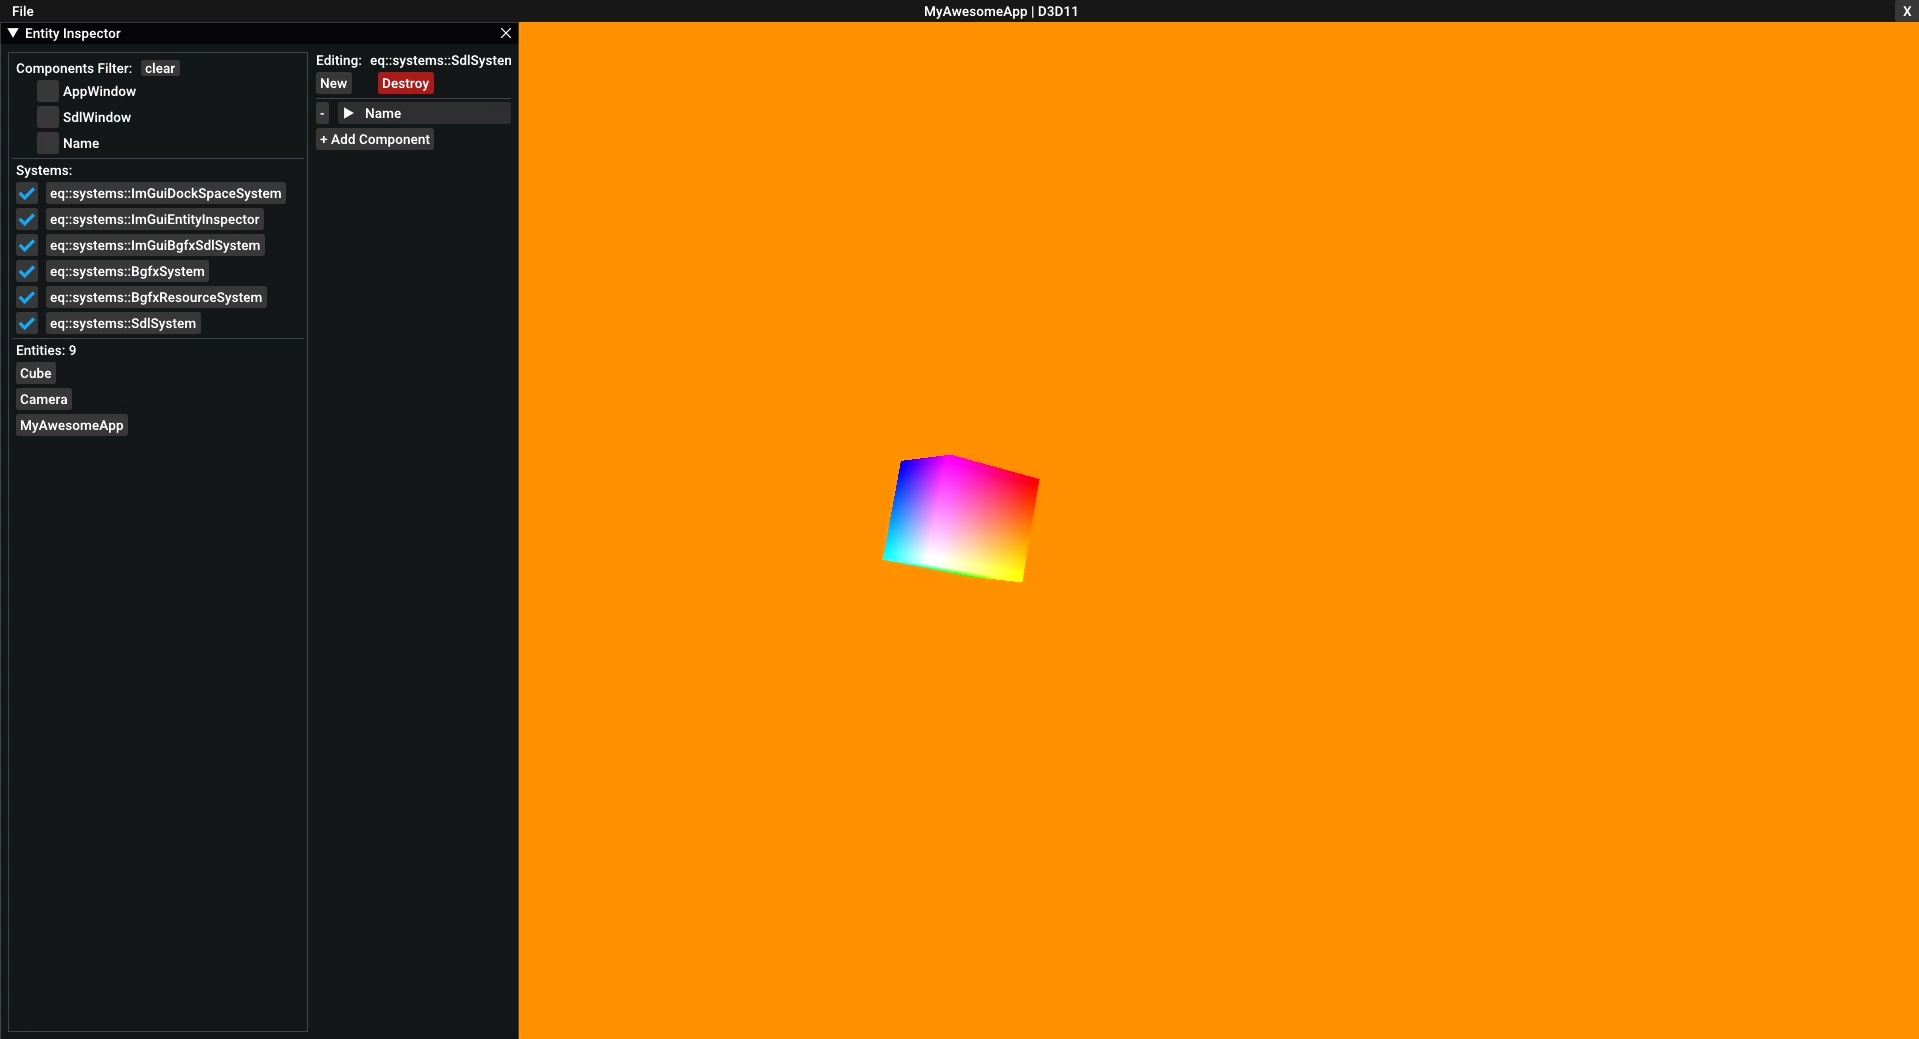 File
MyAwesomeApp | D3D11
X
Entity Inspector
Components Filter: clear
AppWindow
SdlWindow
Name
Systems:
eq::systems::ImGuiDockSpaceSystem
eq::systems::ImGuiEntityInspector
eq::systems::ImGuiBgfxSdlSystem
eq::systems::BgfxSystem
eq::systems::BgfxResourceSystem
eq::systems::SdlSystem
Entities: 9
Cube
Camera
MyAwesomeApp
Editing: eq::systems::SdlSysten
New Destroy
- Name
+ Add Component